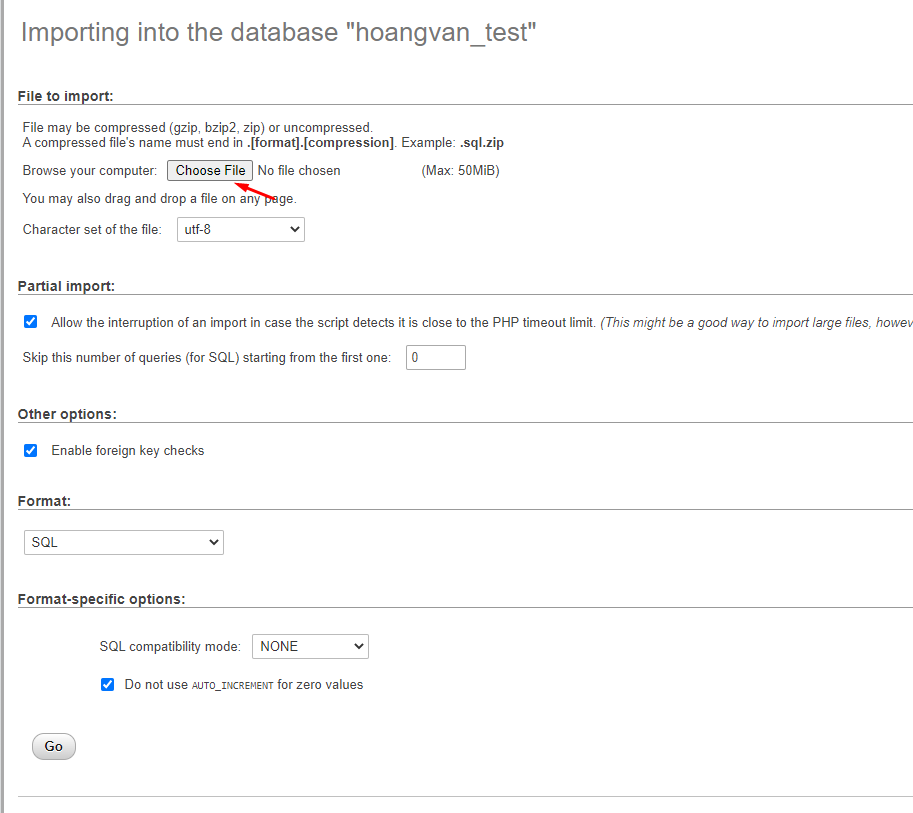 Importing into the database "hoangvan_test"
File to import:
File may be compressed (gzip, bzip2, zip) or uncompressed.
A compressed file's name must end in .[format].[compression]. Example: .sql.zip
Browse your computer: Choose File No file chosen (Max: 50MiB)
You may also drag and drop a file on any page.
Character set of the file: utf-8
Partial import:
Allow the interruption of an import in case the script detects it is close to the PHP timeout limit. (This might be a good way to import large files, howev
Skip this number of queries (for SQL) starting from the first one: 0
Other options:
Enable foreign key checks
Format:
SQL
Format-specific options:
SQL compatibility mode: NONE
Do not use AUTO_INCREMENT for zero values
Go